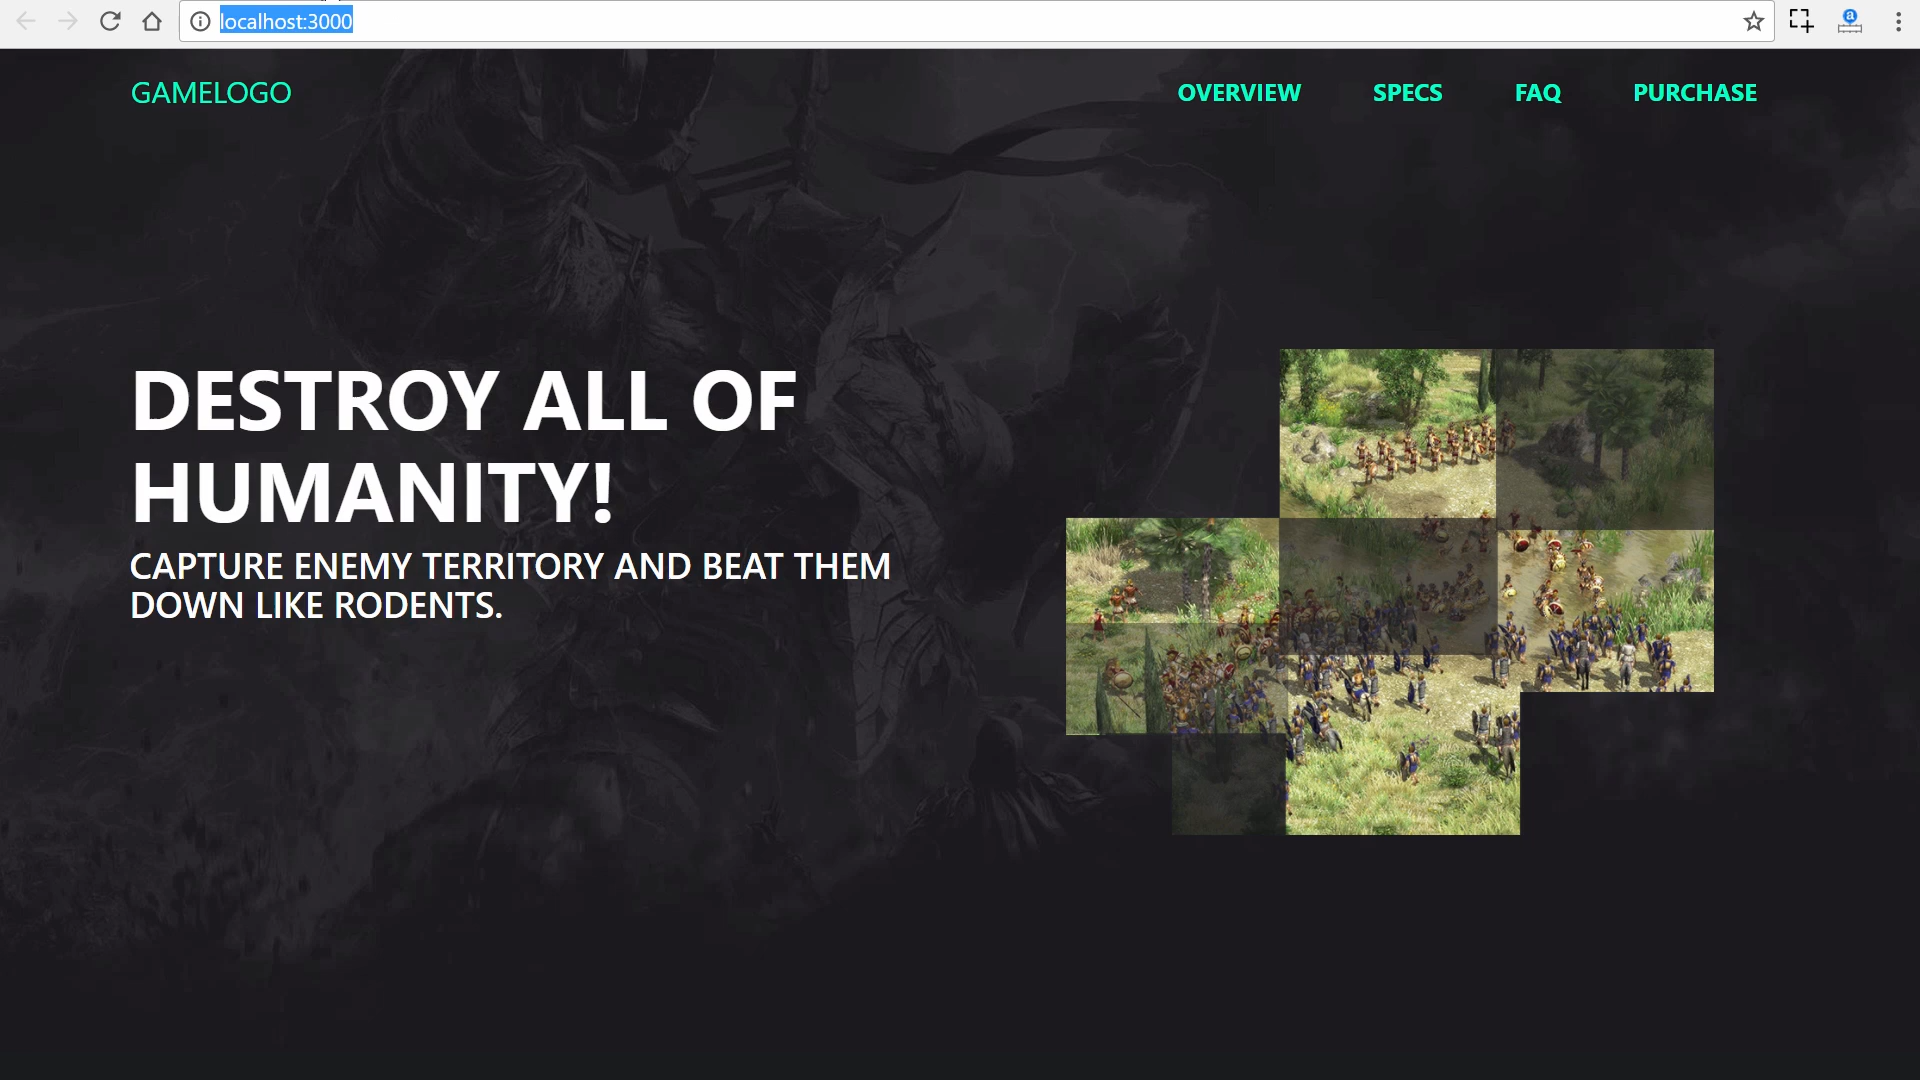 localhost:3000
GAMELOGO
OVERVIEW SPECS FAQ PURCHASE
DESTROY ALL OF
HUMANITY!
CAPTURE ENEMY TERRITORY AND BEAT THEM
DOWN LIKE RODENTS.